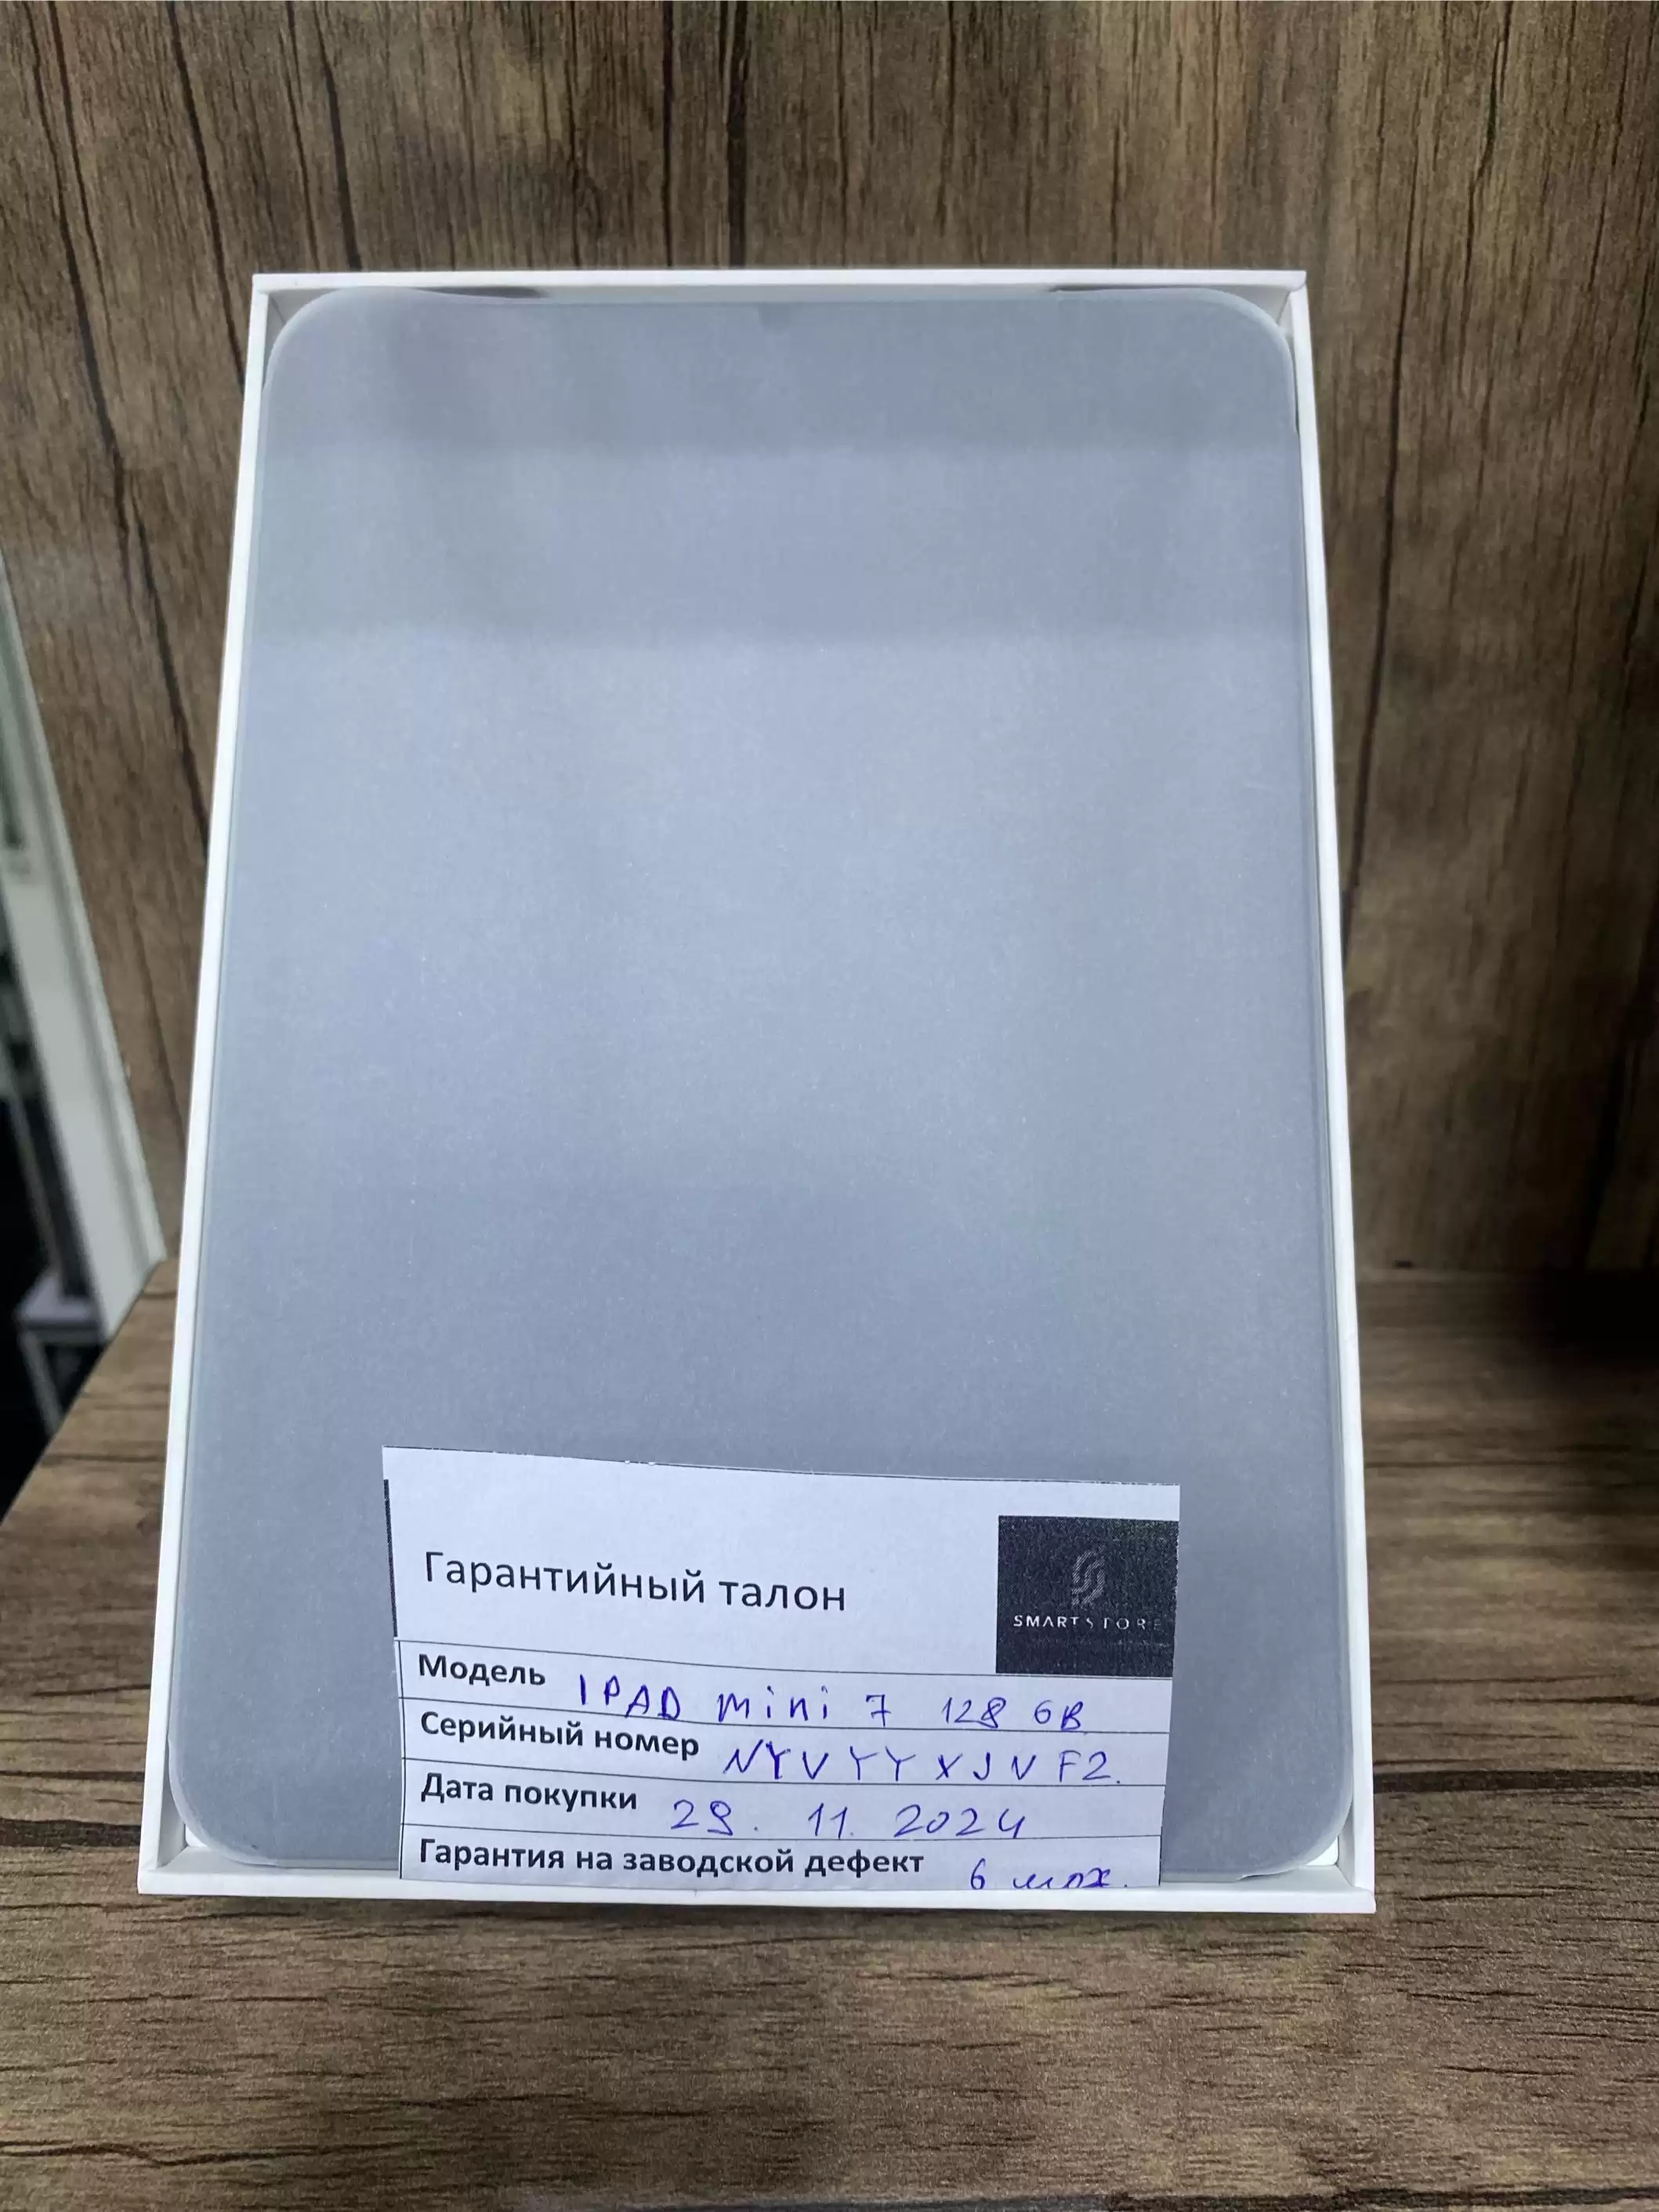 Гарантийный талон
SMARTSTORE
Модель IPAD mini 7 128 GB
Серийный номер NYVYYXJVF2.
Дата покупки 29. 11. 2024
Гарантия на заводской дефект 6